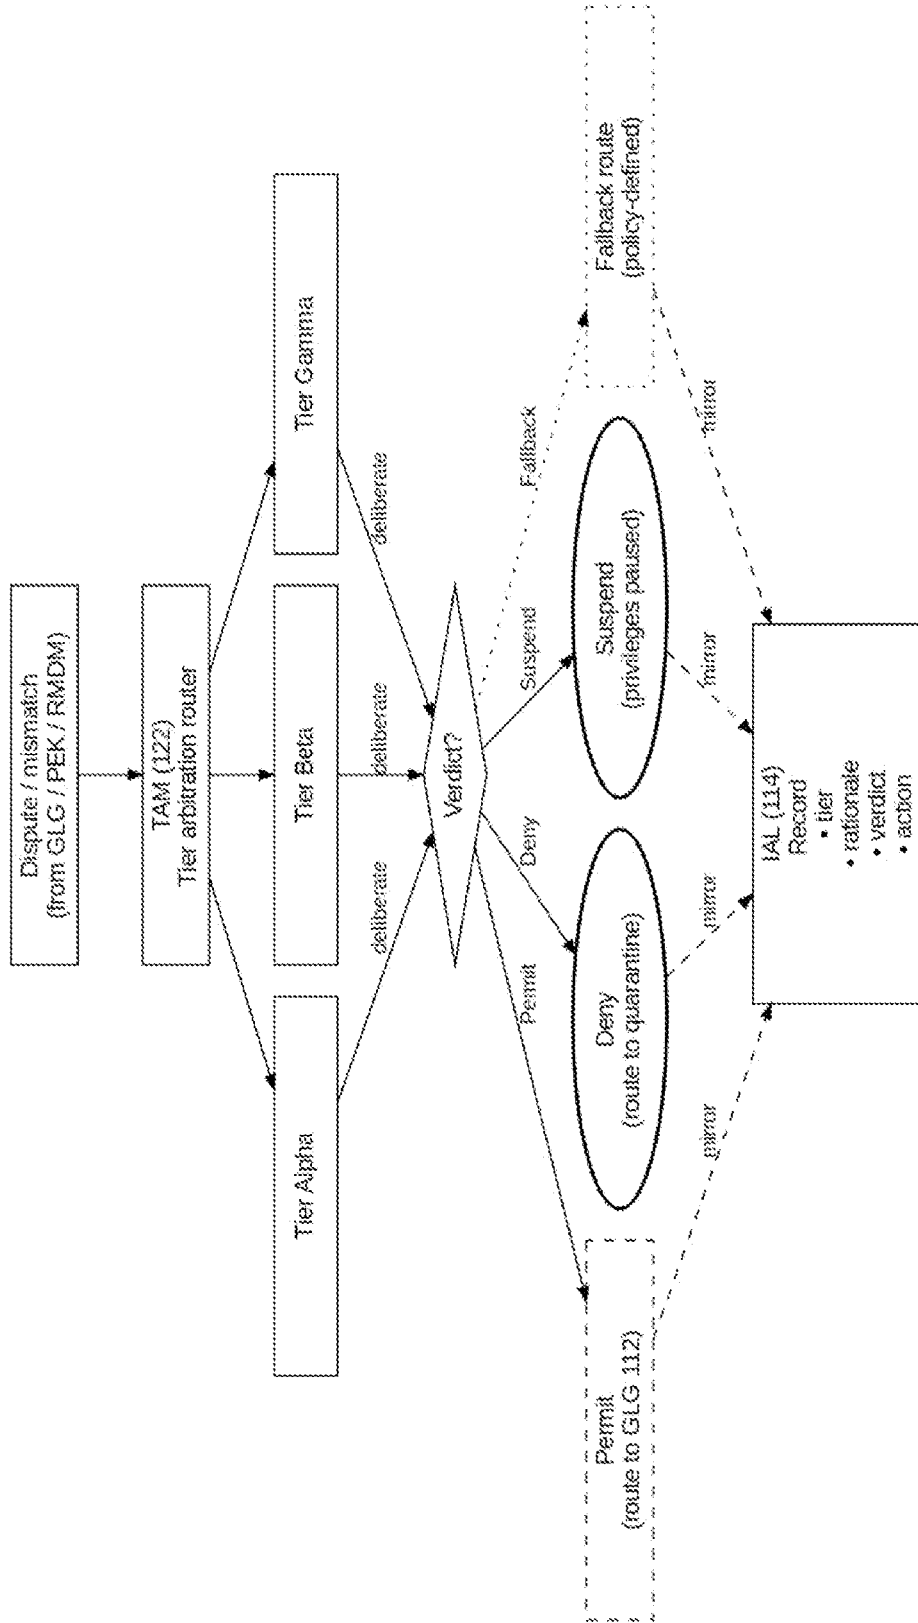 Dispute / mismatch
(from GLG / PEK / RMDM)
TAM (122)
Tier arbitration router
Tier Alpha
Tier Beta
Tier Gamma
deliberate
deliberate
deliberate
Verdict?
Permit
Deny
Suspend
Fallback
Permit
(route to GLG 112)
Deny
(route to quarantine)
Suspend
(privileges paused)
Fallback route
(policy-defined)
mirror
mirror
mirror
mirror
IAL (114)
Record
• tier
• rationale
• verdict
• action